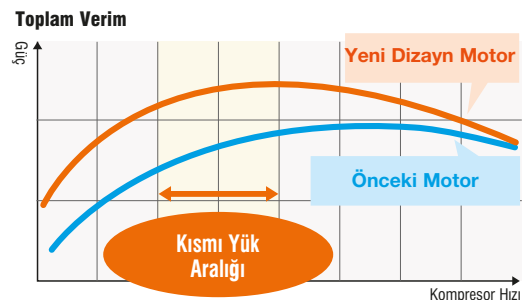 Toplam Verim
Güç
Yeni Dizayn Motor
Önceki Motor
Kısmı Yük
Aralığı
Kompresor Hızı